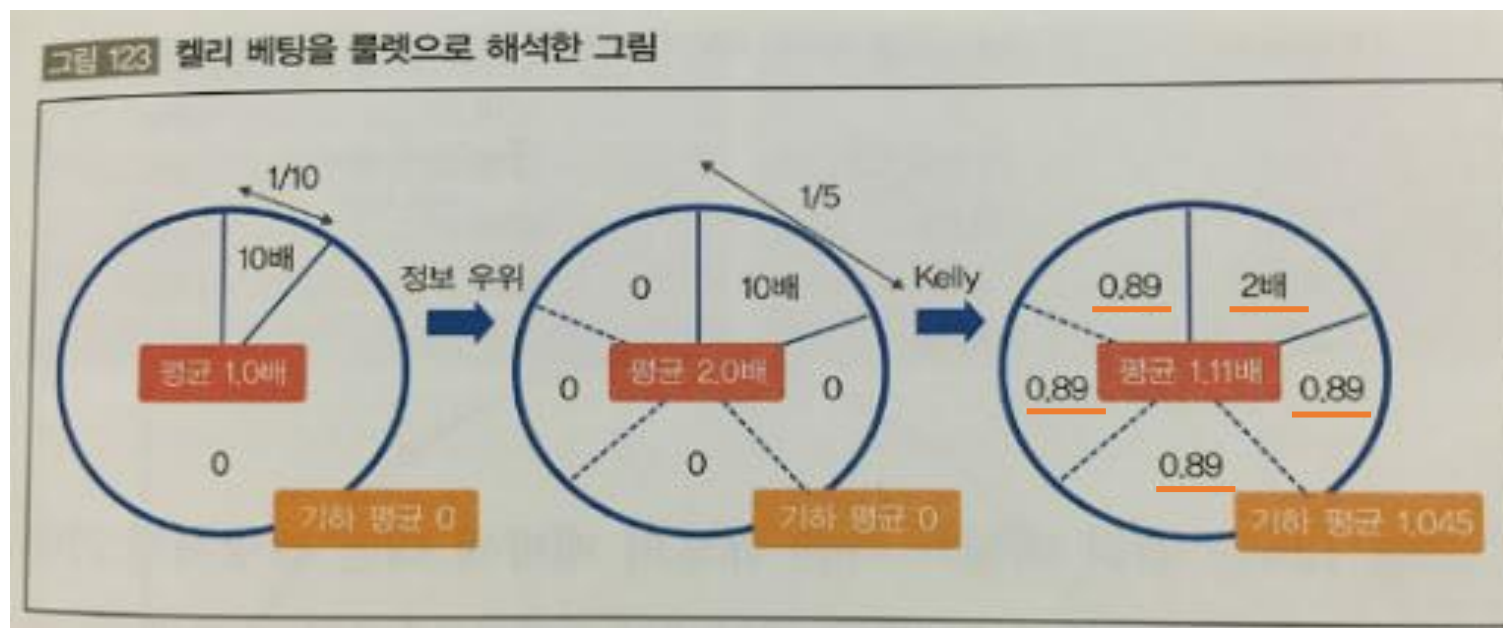 그림 123 켈리 베팅을 룰렛으로 해석한 그림
1/10
10배
평균 1.0배
0
기하 평균 0
정보 우위
1/5
0
10배
평균 2.0배
0
0
0
기하 평균 0
Kelly
0.89
2배
평균 1.11배
0.89
0.89
0.89
기하 평균 1.045